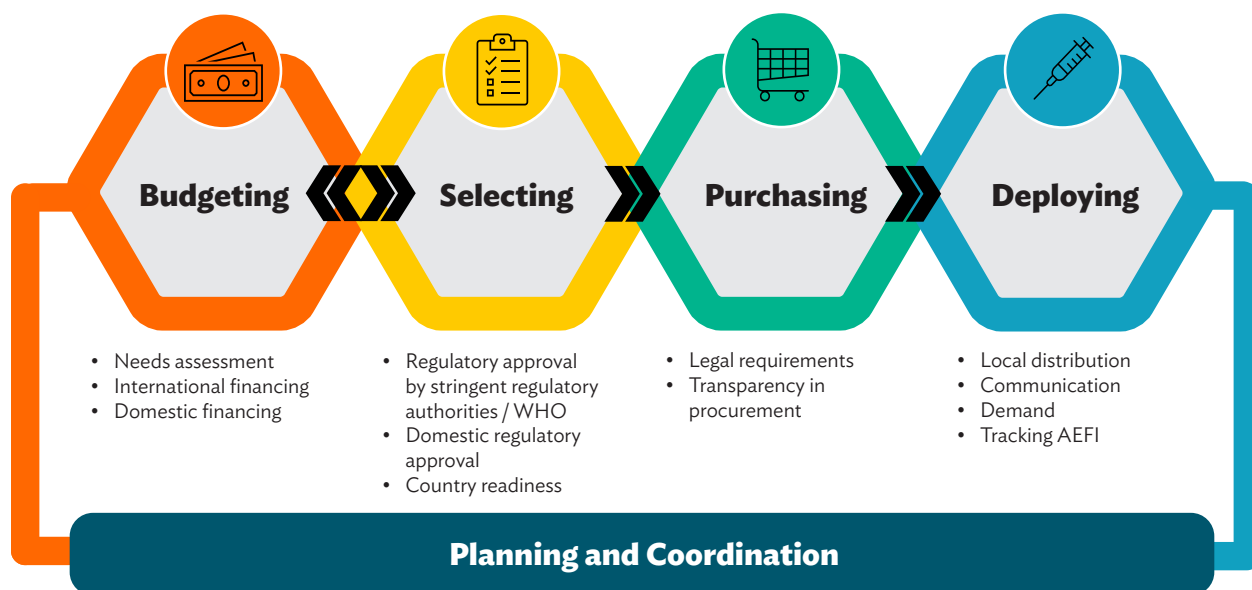 Budgeting
Selecting
Purchasing
Deploying
• Needs assessment
• International financing
• Domestic financing
• Regulatory approval
by stringent regulatory
authorities / WHO
• Domestic regulatory
approval
• Country readiness
• Legal requirements
• Transparency in
procurement
• Local distribution
• Communication
• Demand
• Tracking AEFI
Planning and Coordination